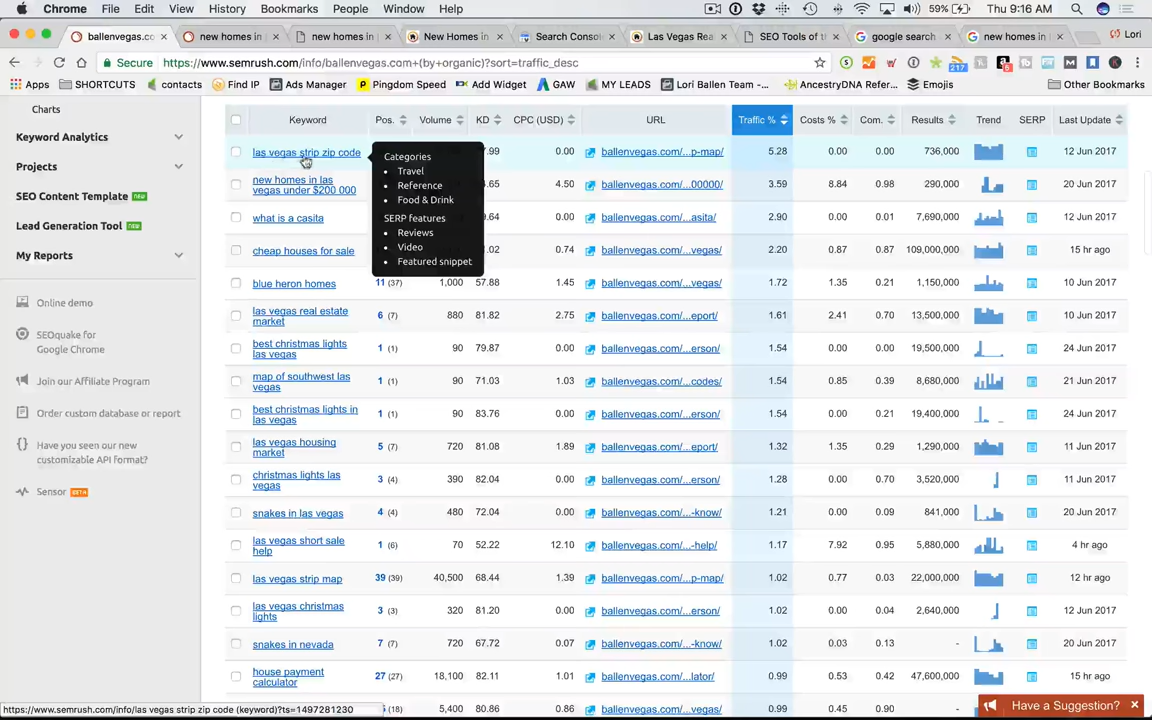 Chrome File Edit View History Bookmarks People Window Help 59% Thu 9:16 AM
ballenvegas.co new homes in new homes in New Homes in Search Conso Las Vegas Rea SEO Tools of th google search new homes in Lori
Secure https://www.semrush.com/info/ballenvegas.com+(by+organic)?sort=traffic_desc
Apps SHORTCUTS contacts Find IP Ads Manager Pingdom Speed Add Widget GAW MY LEADS Lori Ballen Team -... AncestryDNA Refer... Emojis Other Bookmarks
Charts
Keyword Analytics
Projects
SEO Content Template new
Lead Generation Tool new
My Reports
Online demo
SEOquake for
Google Chrome
Join our Affiliate Program
Order custom database or report
Have you seen our new
customizable API format?
Sensor BETA
Keyword Pos. Volume KD CPC (USD) URL Traffic % Costs % Com. Results Trend SERP Last Update
las vegas strip zip code 7.99 0.00 ballenvegas.com/...p-map/ 5.28 0.00 0.00 736,000 12 Jun 2017
new homes in las
vegas under $200 000 .65 4.50 ballenvegas.com/...00000/ 3.59 8.84 0.98 290,000 20 Jun 2017
what is a casita .64 0.00 ballenvegas.com/...asita/ 2.90 0.00 0.01 7,690,000 12 Jun 2017
cheap houses for sale .02 0.74 ballenvegas.com/...vegas/ 2.20 0.87 0.87 109,000,000 15 hr ago
blue heron homes 11 (37) 1,000 57.88 1.45 ballenvegas.com/...vegas/ 1.72 1.35 0.21 1,150,000 10 Jun 2017
las vegas real estate
market 6 (7) 880 81.82 2.75 ballenvegas.com/...eport/ 1.61 2.41 0.70 13,500,000 10 Jun 2017
best christmas lights
las vegas 1 (1) 90 79.87 0.00 ballenvegas.com/...erson/ 1.54 0.00 0.05 19,500,000 24 Jun 2017
map of southwest las
vegas 1 (1) 90 71.03 1.03 ballenvegas.com/...codes/ 1.54 0.85 0.39 8,680,000 21 Jun 2017
best christmas lights in
las vegas 1 (1) 90 83.76 0.00 ballenvegas.com/...erson/ 1.54 0.00 0.21 19,400,000 24 Jun 2017
las vegas housing
market 5 (7) 720 81.08 1.89 ballenvegas.com/...eport/ 1.32 1.35 0.29 1,290,000 11 Jun 2017
christmas lights las
vegas 3 (4) 390 82.04 0.00 ballenvegas.com/...erson/ 1.28 0.00 0.70 3,520,000 11 Jun 2017
snakes in las vegas 4 (4) 480 72.04 0.00 ballenvegas.com/...-know/ 1.21 0.00 0.09 841,000 20 Jun 2017
las vegas short sale
help 1 (6) 70 52.22 12.10 ballenvegas.com/...-help/ 1.17 7.92 0.95 5,880,000 4 hr ago
las vegas strip map 39 (39) 40,500 68.44 1.39 ballenvegas.com/...p-map/ 1.02 0.77 0.03 22,000,000 12 hr ago
las vegas christmas
lights 3 (3) 320 81.20 0.00 ballenvegas.com/...erson/ 1.02 0.00 0.04 2,640,000 12 Jun 2017
snakes in nevada 7 (7) 720 67.72 0.07 ballenvegas.com/...-know/ 1.02 0.03 0.13 - 20 Jun 2017
house payment
calculator 27 (27) 18,100 82.11 1.01 ballenvegas.com/...lator/ 0.99 0.53 0.42 47,600,000 15 hr ago
(18) 5,400 80.86 0.86 ballenvegas.com/...vegas/ 0.99 0.45 0.90
Categories
Travel
Reference
Food & Drink
SERP features
Reviews
Video
Featured snippet
https://www.semrush.com/info/las vegas strip zip code (keyword)?ts=1497281230
Have a Suggestion?